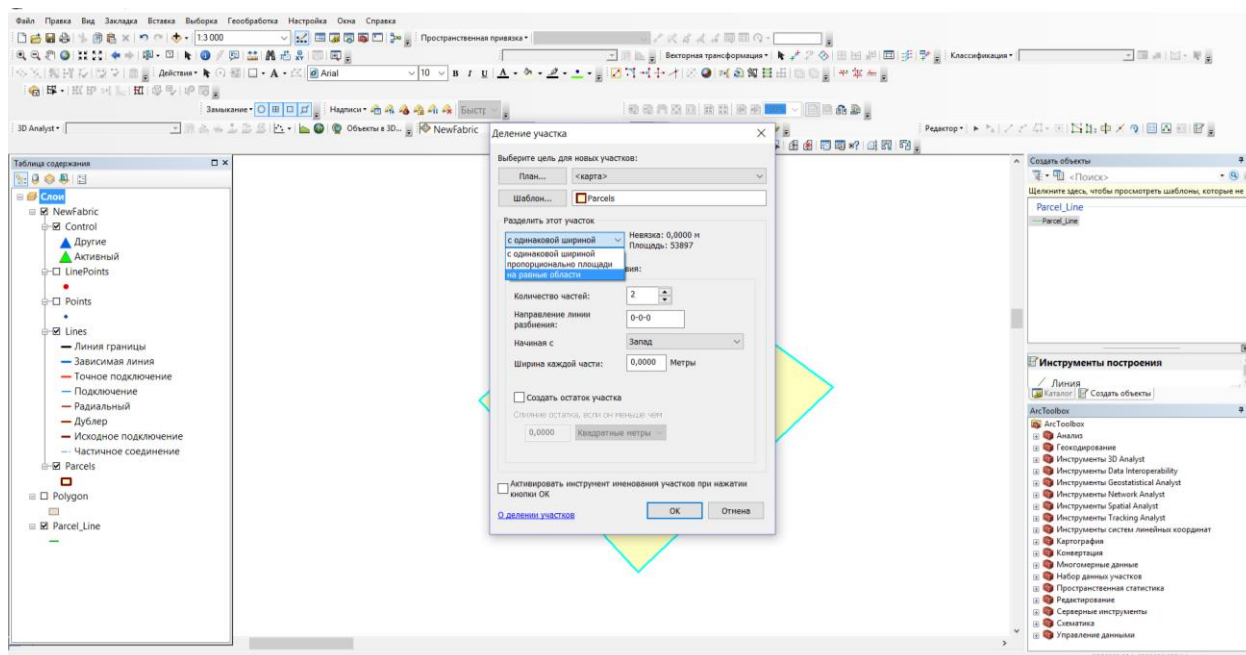 Файл Правка Вид Закладка Вставка Выборка Геообработка Настройка Окна Справка
1:3 000
Пространственная привязка
Векторная трансформация
Классификация
Действия
Arial
10
B I U
Замыкание
Надписи
Быстр
3D Analyst
Объекты в 3D...
NewFabric
Редактор
Таблица содержания
Слои
NewFabric
Control
Другие
Активный
LinePoints
Points
Lines
Линия границы
Зависимая линия
Точное подключение
Подключение
Радиальный
Дублер
Исходное подключение
Частичное соединение
Parcels
Polygon
Parcel_Line
Деление участка
Выберите цель для новых участков:
План... <карта>
Шаблон... Parcels
Разделить этот участок
с одинаковой шириной
Невязка: 0,0000 м
Площадь: 53897
с одинаковой шириной
пропорционально площади
на равные области
вия:
Количество частей: 2
Направление линии разбиения: 0-0-0
Начиная с Запад
Ширина каждой части: 0,0000 Метры
Создать остаток участка
Слияние остатка, если он меньше чем
0,0000 Квадратные метры
Активировать инструмент именования участков при нажатии
кнопки ОК
О делении участков
ОК
Отмена
Создать объекты
<Поиск>
Щелкните здесь, чтобы просмотреть шаблоны, которые не
Parcel_Line
Parcel_Line
Инструменты построения
Линия
Каталог Создать объекты
ArcToolbox
ArcToolbox
Анализ
Геокодирование
Инструменты 3D Analyst
Инструменты Data Interoperability
Инструменты Geostatistical Analyst
Инструменты Network Analyst
Инструменты Spatial Analyst
Инструменты Tracking Analyst
Инструменты систем линейных координат
Картография
Конвертация
Многомерные данные
Набор данных участков
Пространственная статистика
Редактирование
Серверные инструменты
Схематика
Управление данными